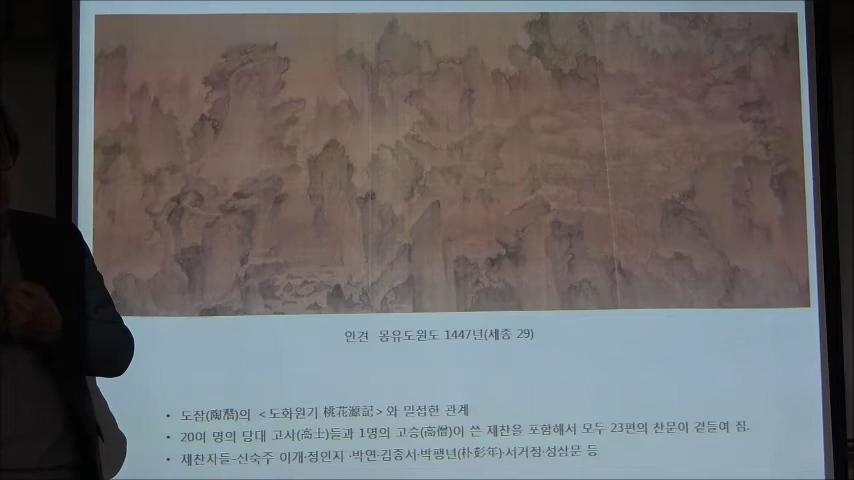 안견 몽유도원도 1447년(세종 29)
• 도잠(陶潛)의 <도화원기 桃花源記>와 밀접한 관계
• 20여 명의 당대 고사(高士)들과 1명의 고승(高僧)이 쓴 제찬을 포함해서 모두 23편의 찬문이 곁들여 짐.
• 제찬자들-신숙주 이개·정인지 ·박연·김종서·박팽년(朴彭年)·서거정·성삼문 등